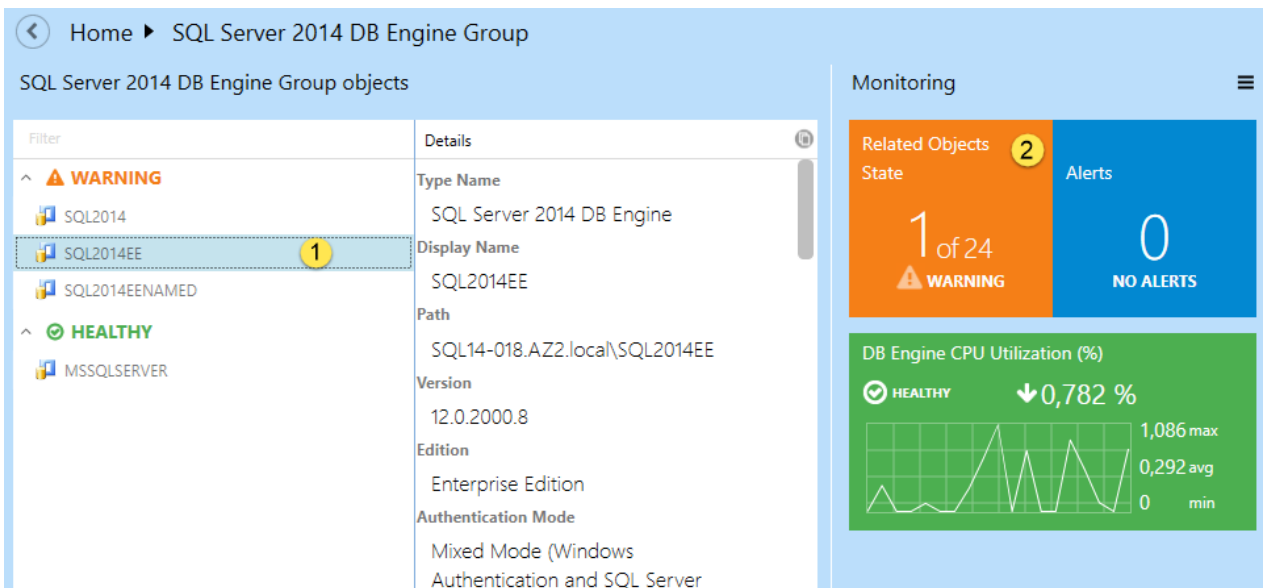 Home SQL Server 2014 DB Engine Group
SQL Server 2014 DB Engine Group objects
Filter
WARNING
SQL2014
SQL2014EE
1
SQL2014EENAMED
HEALTHY
MSSQLSERVER
Details
Type Name
SQL Server 2014 DB Engine
Display Name
SQL2014EE
Path
SQL14-018.AZ2.local\SQL2014EE
Version
12.0.2000.8
Edition
Enterprise Edition
Authentication Mode
Mixed Mode (Windows
Authentication and SQL Server
Monitoring
Related Objects
State
2
1 of 24
WARNING
Alerts
0
NO ALERTS
DB Engine CPU Utilization (%)
HEALTHY
0,782 %
1,086 max
0,292 avg
0 min